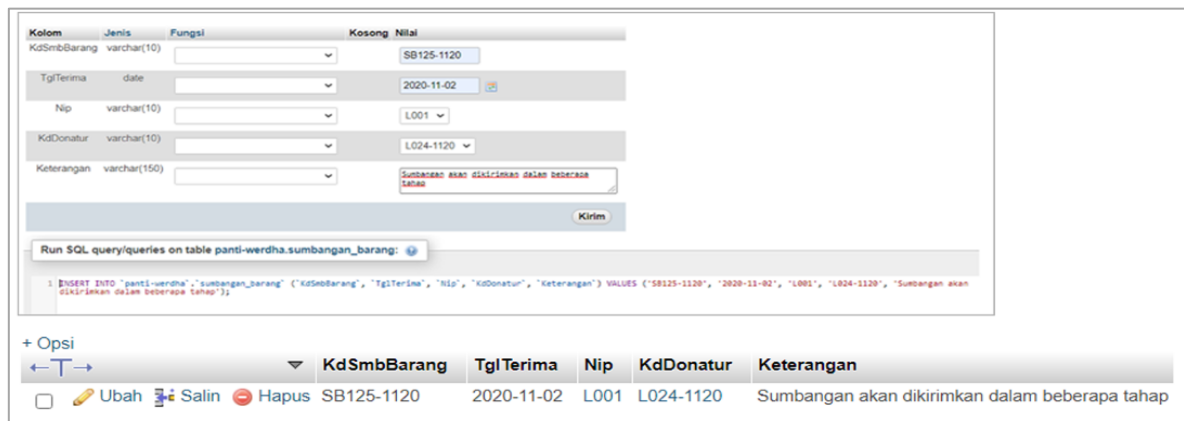 Kolom Jenis Fungsi Kosong Nilai
KdSmbBarang varchar(10) SB125-1120
TglTerima date 2020-11-02
Nip varchar(10) L001
KdDonatur varchar(10) L024-1120
Keterangan varchar(150) Sumbangan akan dikirimkan dalam beberapa
tahap
Kirim
Run SQL query/queries on table panti-werdha.sumbangan_barang:
1 INSERT INTO `panti-werdha`.`sumbangan_barang` (`KdSmbBarang`, `TglTerima`, `Nip`, `KdDonatur`, `Keterangan`) VALUES ('SB125-1120', '2020-11-02', 'L001', 'L024-1120', 'Sumbangan akan
dikirimkan dalam beberapa tahap');
+ Opsi
←T→ KdSmbBarang TglTerima Nip KdDonatur Keterangan
Ubah Salin Hapus SB125-1120 2020-11-02 L001 L024-1120 Sumbangan akan dikirimkan dalam beberapa tahap